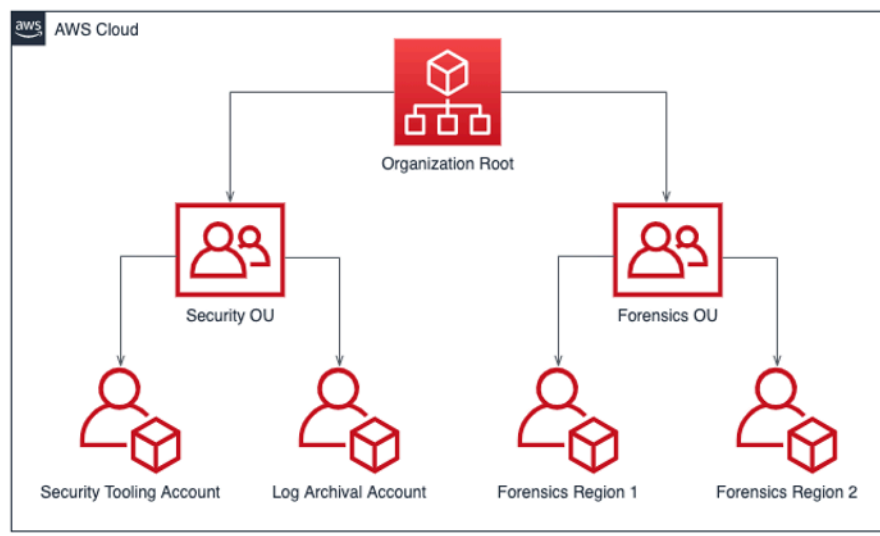 aws
AWS Cloud
Organization Root
Security OU
Forensics OU
Security Tooling Account
Log Archival Account
Forensics Region 1
Forensics Region 2